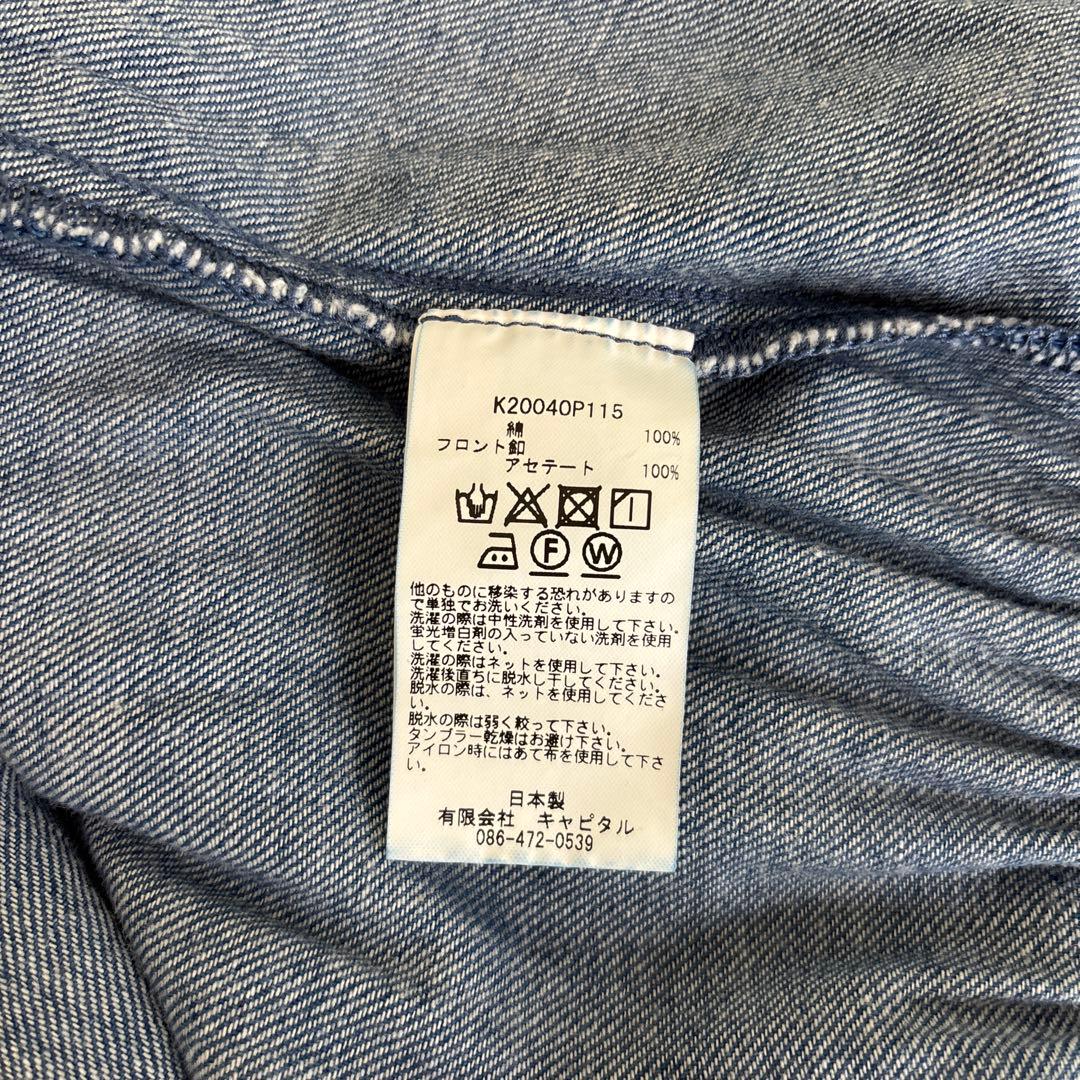 K20040P115
綿 100%
フロント釦
アセテート 100%
F W
他のものに移染する恐れがありますの
で単独でお洗いください。
洗濯の際は中性洗剤を使用して下さい。
蛍光増白剤の入っていない洗剤を使用
してください。
洗濯の際はネットを使用して下さい。
洗濯後直ちに脱水し干してください。
脱水の際は、ネットを使用してくださ
い。
脱水の際は弱く絞って下さい。
タンブラー乾燥はお避け下さい。
アイロン時にはあて布を使用して下さ
い。
日本製
有限会社 キャピタル
086-472-0539